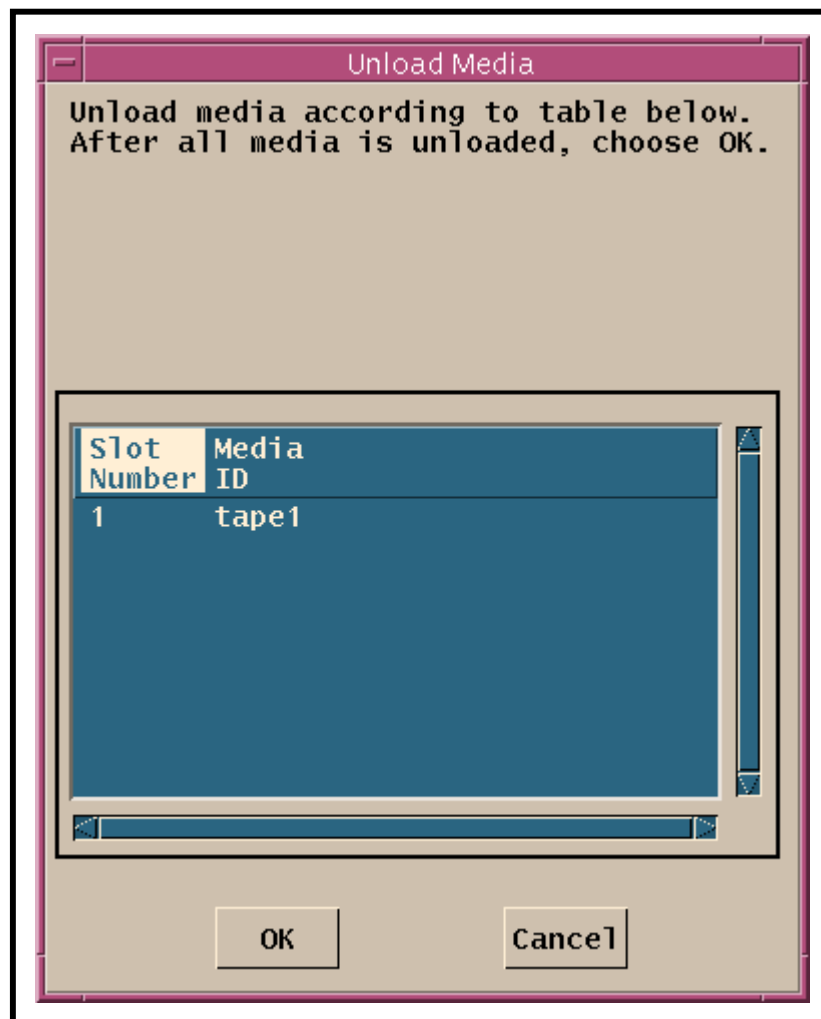 Unload Media
Unload media according to table below.
After all media is unloaded, choose OK.
Slot Media
Number ID
1 tape1
OK Cancel